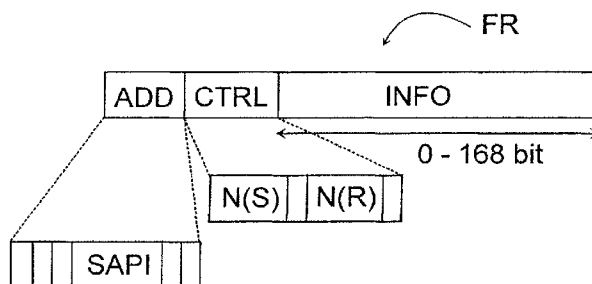 FR
ADD CTRL INFO
0 - 168 bit
N(S) N(R)
SAPI